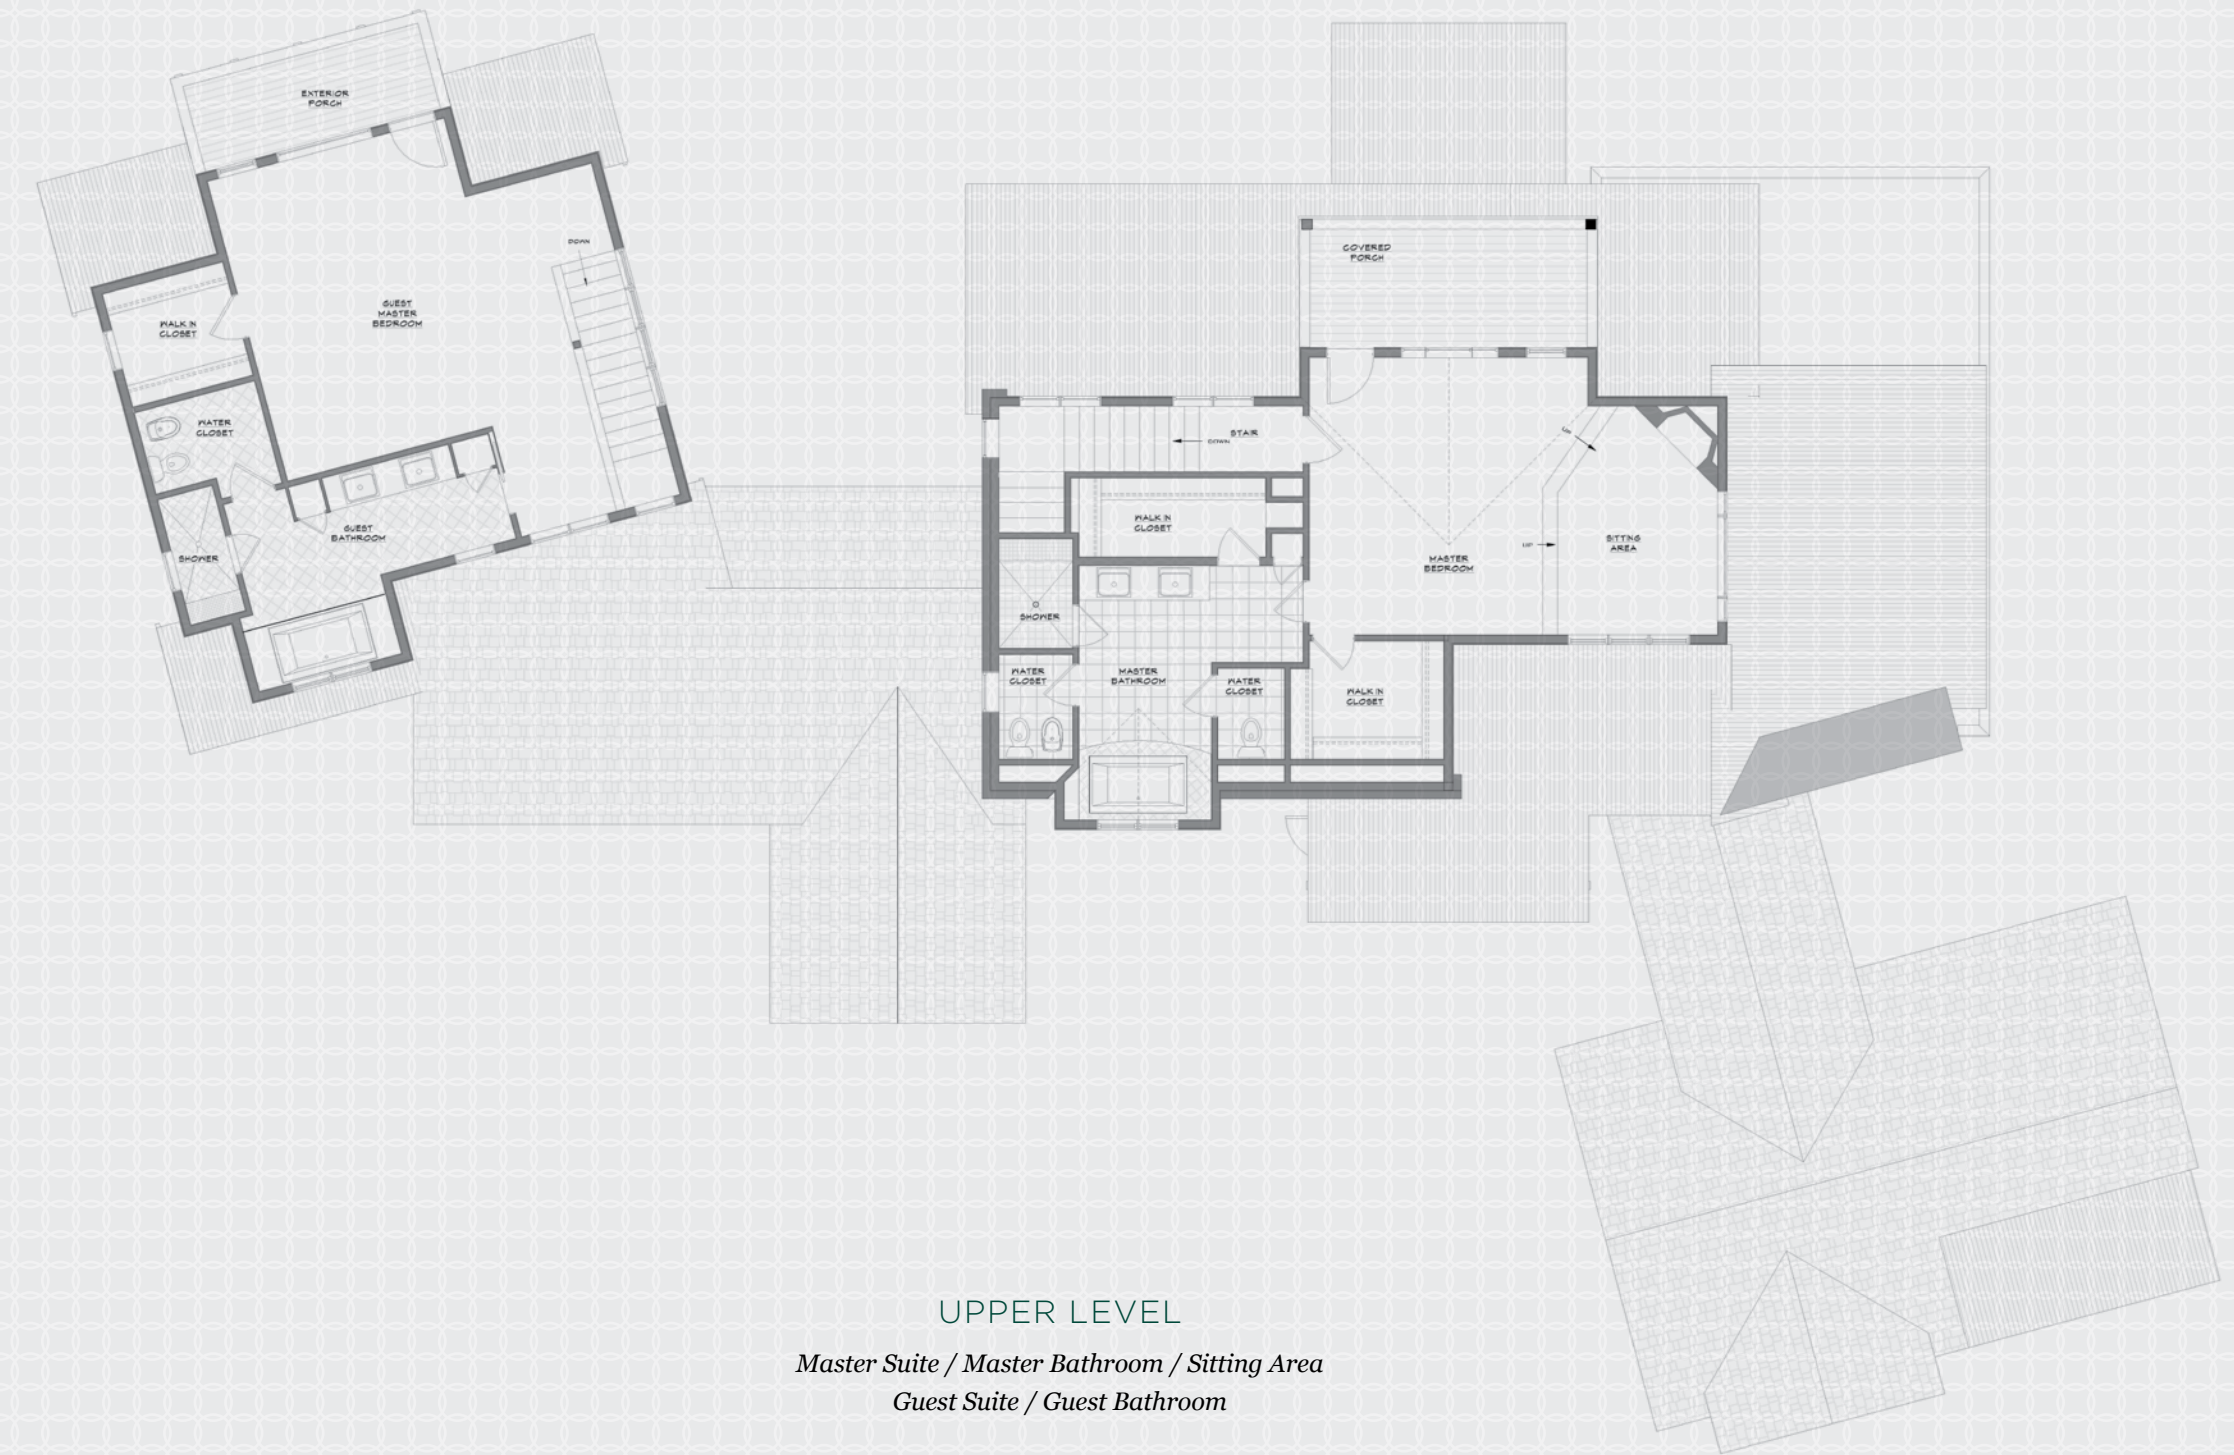 EXTERIOR
PORCH
DOWN
GUEST
MASTER
BEDROOM
WALK IN
CLOSET
WATER
CLOSET
GUEST
BATHROOM
SHOWER
COVERED
PORCH
STAIR
DOWN
UP
WALK IN
CLOSET
UP
SITTING
AREA
MASTER
BEDROOM
SHOWER
WATER
CLOSET
MASTER
BATHROOM
WATER
CLOSET
WALK IN
CLOSET
UPPER LEVEL
Master Suite / Master Bathroom / Sitting Area
Guest Suite / Guest Bathroom